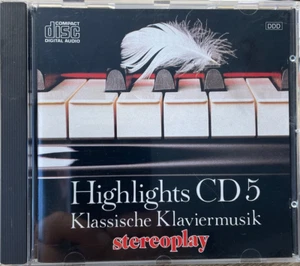 COMPACT
disc
DIGITAL AUDIO
DDD
Highlights CD 5
Klassische Klaviermusik
stereoplay